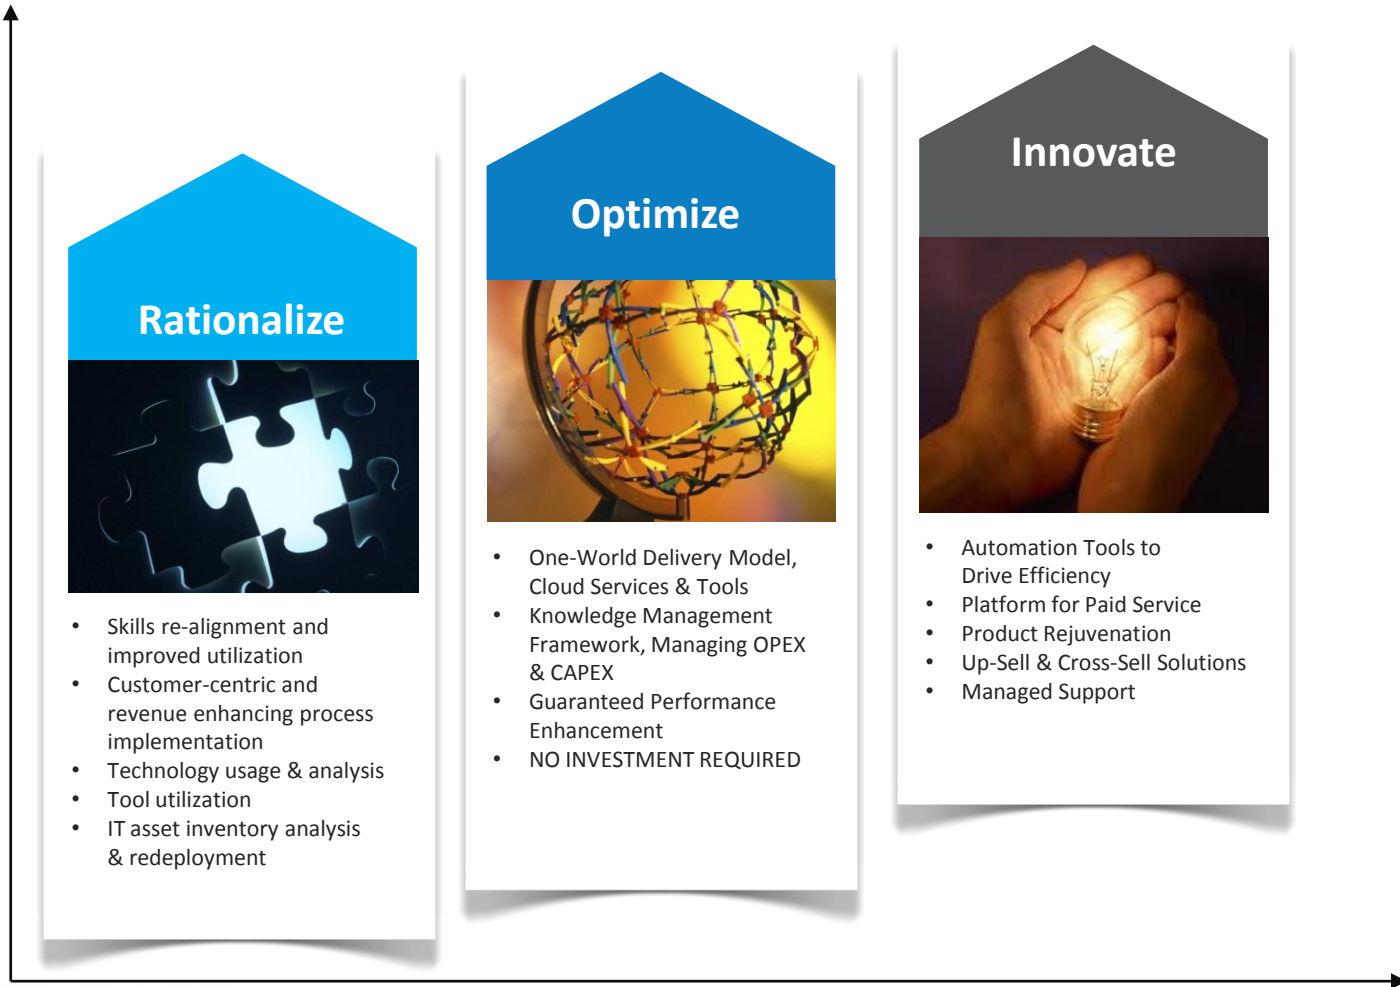 Rationalize
• Skills re-alignment and
improved utilization
• Customer-centric and
revenue enhancing process
implementation
• Technology usage & analysis
• Tool utilization
• IT asset inventory analysis
& redeployment
Optimize
• One-World Delivery Model,
Cloud Services & Tools
• Knowledge Management
Framework, Managing OPEX
& CAPEX
• Guaranteed Performance
Enhancement
• NO INVESTMENT REQUIRED
Innovate
• Automation Tools to
Drive Efficiency
• Platform for Paid Service
• Product Rejuvenation
• Up-Sell & Cross-Sell Solutions
• Managed Support